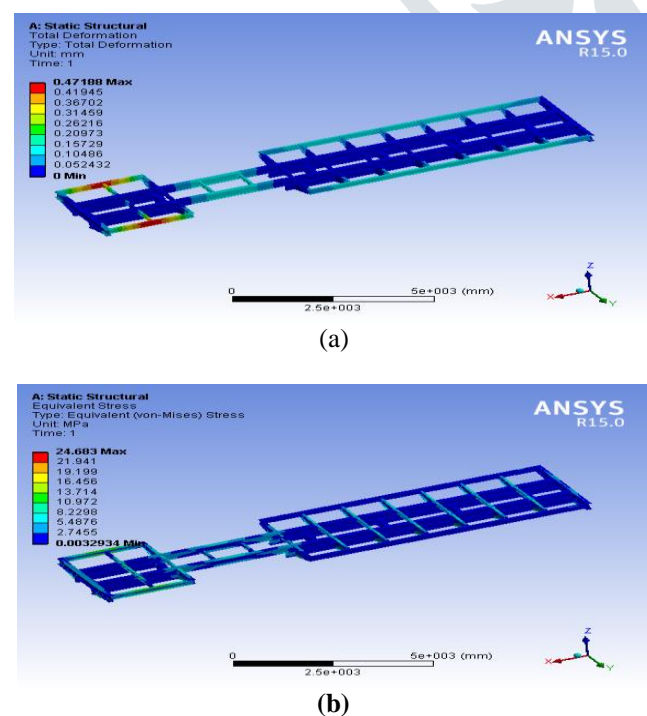 A: Static Structural
Total Deformation
Type: Total Deformation
Unit: mm
Time: 1
ANSYS
R15.0
0.47188 Max
0.41945
0.36702
0.31459
0.26216
0.20973
0.15729
0.10486
0.052432
0 Min
0 5e+003 (mm)
2.5e+003
Z
X
Y
(a)
A: Static Structural
Equivalent Stress
Type: Equivalent (von-Mises) Stress
Unit: MPa
Time: 1
ANSYS
R15.0
24.683 Max
21.941
19.199
16.456
13.714
10.972
8.2298
5.4876
2.7455
0.0032934 Min
0 5e+003 (mm)
2.5e+003
Z
X
Y
(b)